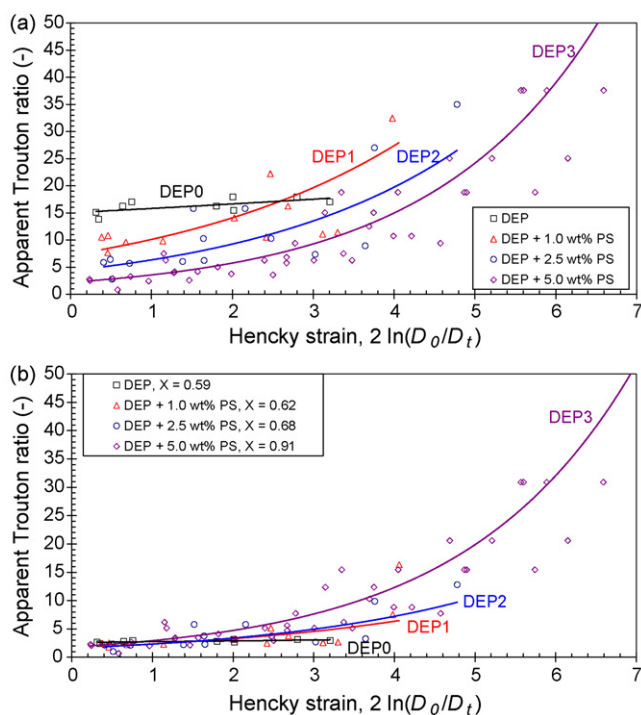 (a)
50
45
40
35
30
25
20
15
10
5
0
Apparent Trouton ratio (-)
DEP3
DEP1
DEP2
DEP0
DEP
DEP + 1.0 wt% PS
DEP + 2.5 wt% PS
DEP + 5.0 wt% PS
0 1 2 3 4 5 6 7
Hencky strain, 2 ln(D0/Dt)
(b)
50
45
40
35
30
25
20
15
10
5
0
Apparent Trouton ratio (-)
DEP, X = 0.59
DEP + 1.0 wt% PS, X = 0.62
DEP + 2.5 wt% PS, X = 0.68
DEP + 5.0 wt% PS, X = 0.91
DEP3
DEP2
DEP1
DEP0
0 1 2 3 4 5 6 7
Hencky strain, 2 ln(D0/Dt)